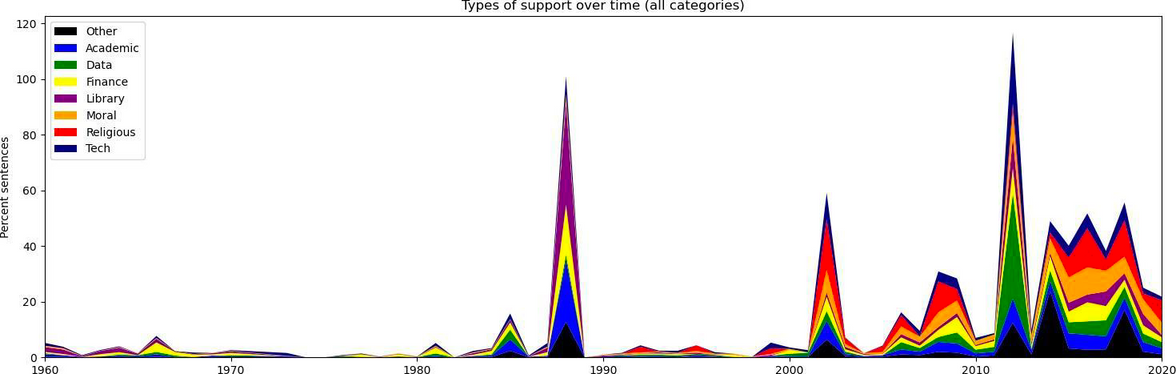 Types of support over time (all categories)
120
100
80
60
40
20
0
Percent sentences
Other
Academic
Data
Finance
Library
Moral
Religious
Tech
1960
1970
1980
1990
2000
2010
2020